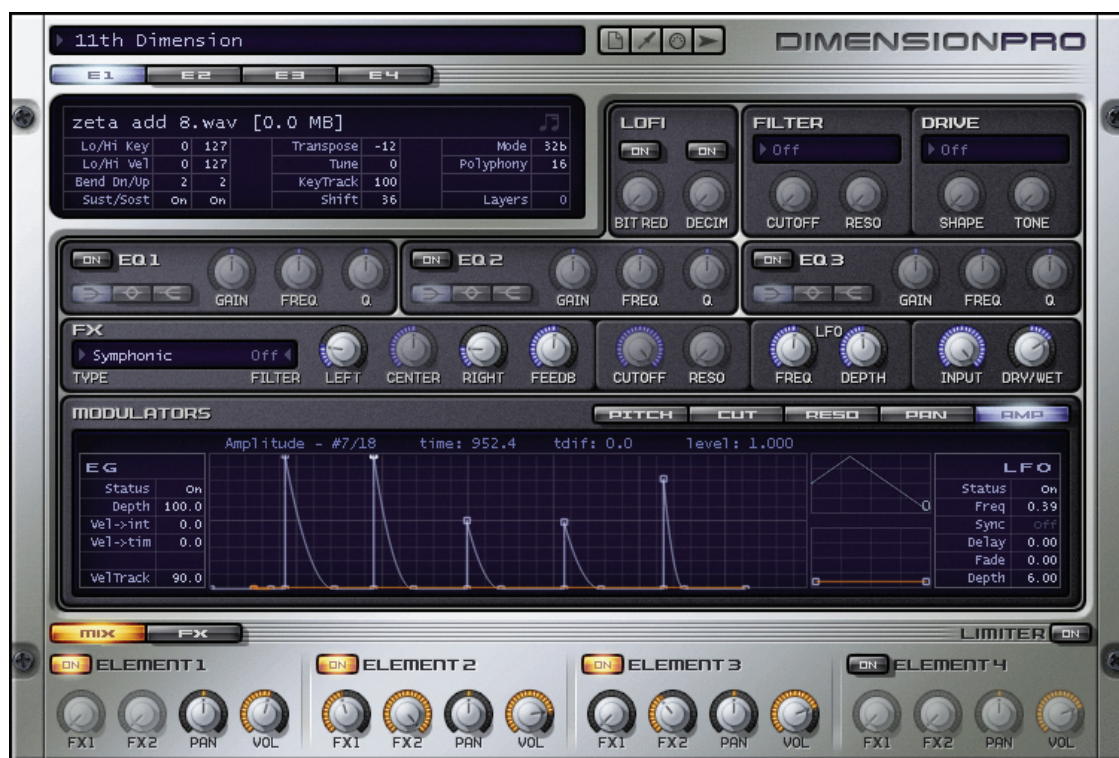 11th Dimension
DIMENSIONPRO
E1 E2 E3 E4
zeta add 8.wav [0.0 MB]
Lo/Hi Key 0 127 Transpose -12 Mode 32b
Lo/Hi Vel 0 127 Tune 0 Polyphony 16
Bend Dn/Up 2 2 KeyTrack 100
Sust/Sost On On Shift 36 Layers 0
LOFI
ON ON
BIT RED DECIM
FILTER
Off
CUTOFF RESO
DRIVE
Off
SHAPE TONE
ON EQ1
GAIN FREQ. Q.
ON EQ2
GAIN FREQ. Q.
ON EQ3
GAIN FREQ. Q.
FX
Symphonic Off
TYPE FILTER LEFT CENTER RIGHT FEEDB CUTOFF RESO
LFO
FREQ. DEPTH INPUT DRY/WET
MODULATORS PITCH CUT RESO PAN AMP
Amplitude - #7/18 time: 952.4 tdif: 0.0 level: 1.000
EG
Status On
Depth 100.0
Vel->int 0.0
Vel->tim 0.0
VelTrack 90.0
LFO
Status On
Freq 0.39
Sync Off
Delay 0.00
Fade 0.00
Depth 6.00
MIX FX LIMITER ON
ON ELEMENT 1
FX1 FX2 PAN VOL
ON ELEMENT 2
FX1 FX2 PAN VOL
ON ELEMENT 3
FX1 FX2 PAN VOL
ON ELEMENT 4
FX1 FX2 PAN VOL